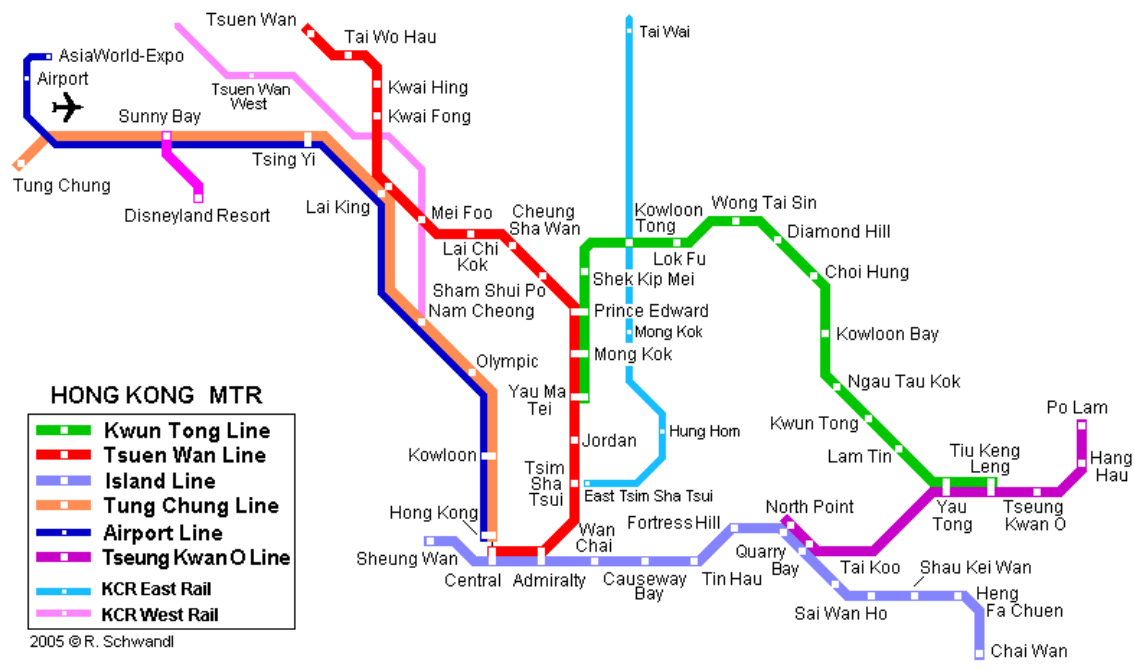 Tsuen Wan
Tai Wo Hau
Tai Wai
AsiaWorld-Expo
Airport
Tsuen Wan
West
Kwai Hing
Kwai Fong
Sunny Bay
Tsing Yi
Tung Chung
Disneyland Resort
Lai King
Mei Foo
Lai Chi
Kok
Cheung
Sha Wan
Kowloon
Tong
Wong Tai Sin
Lok Fu
Diamond Hill
Choi Hung
Shek Kip Mei
Sham Shui Po
Nam Cheong
Prince Edward
Mong Kok
Mong Kok
Kowloon Bay
Olympic
Yau Ma
Tei
Ngau Tau Kok
Kwun Tong
Lam Tin
Po Lam
Hang
Hau
Tiu Keng
Leng
Jordan
Hung Hom
Kowloon
Tsim
Sha
Tsui
East Tsim Sha Tsui
Yau
Tong
Tseung
Kwan O
Hong Kong
Sheung Wan
Central
Admiralty
Wan
Chai
Causeway
Bay
Tin Hau
Fortress Hill
North Point
Quarry
Bay
Tai Koo
Sai Wan Ho
Shau Kei Wan
Heng
Fa Chuen
Chai Wan
HONG KONG MTR
Kwun Tong Line
Tsuen Wan Line
Island Line
Tung Chung Line
Airport Line
Tseung Kwan O Line
KCR East Rail
KCR West Rail
2005 © R. Schwandl